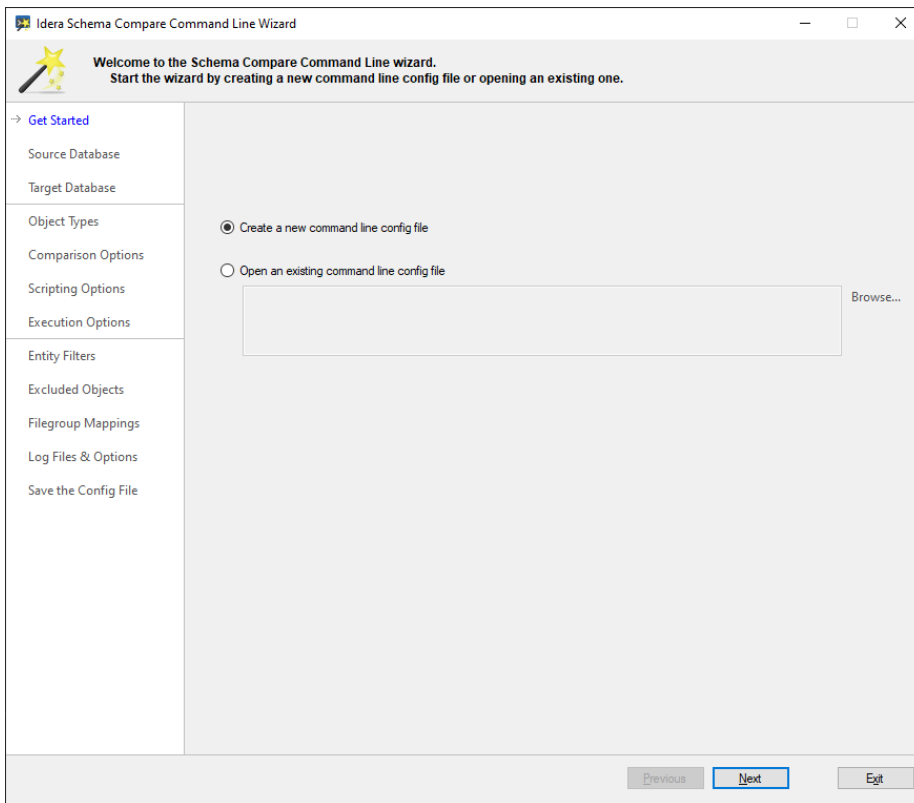 Idera Schema Compare Command Line Wizard
Welcome to the Schema Compare Command Line wizard.
Start the wizard by creating a new command line config file or opening an existing one.
Get Started
Source Database
Target Database
Object Types
Comparison Options
Scripting Options
Execution Options
Entity Filters
Excluded Objects
Filegroup Mappings
Log Files & Options
Save the Config File
Create a new command line config file
Open an existing command line config file
Browse...
Previous
Next
Exit